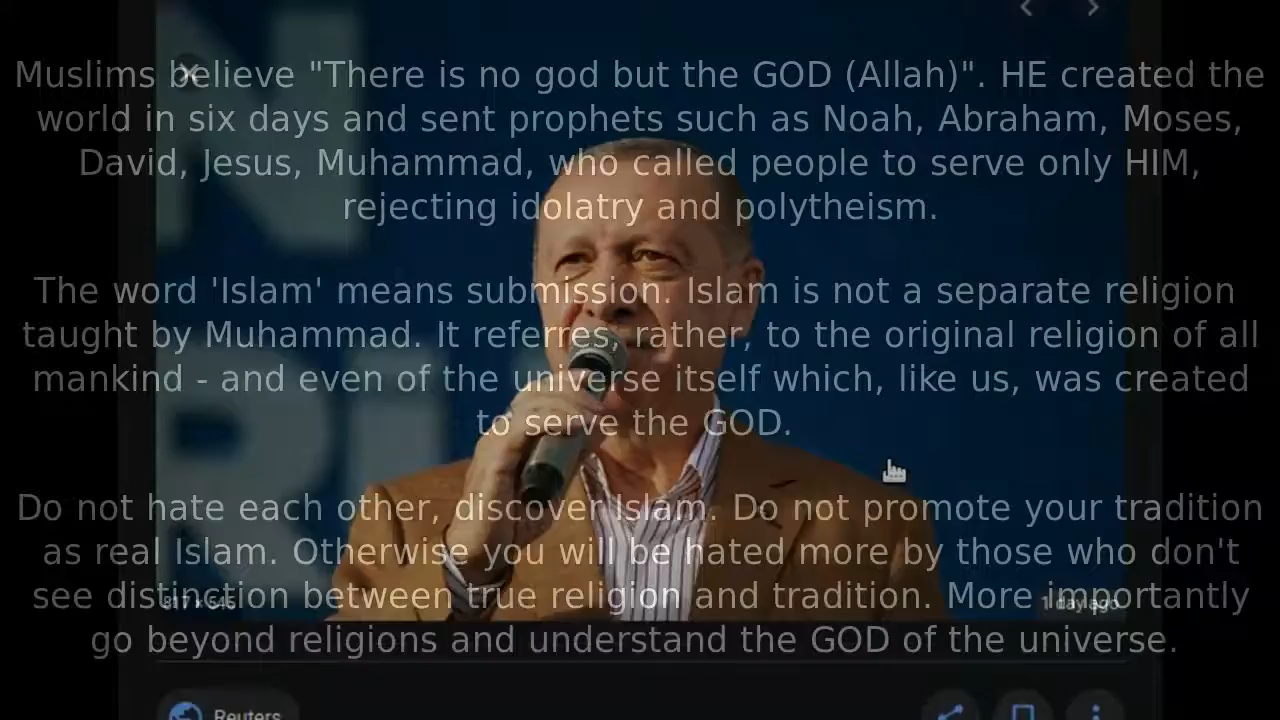 Muslims believe "There is no god but the GOD (Allah)". HE created the
world in six days and sent prophets such as Noah, Abraham, Moses,
David, Jesus, Muhammad, who called people to serve only HIM,
rejecting idolatry and polytheism.
The word 'Islam' means submission. Islam is not a separate religion
taught by Muhammad. It referres, rather, to the original religion of all
mankind - and even of the universe itself which, like us, was created
to serve the GOD.
Do not hate each other, discover Islam. Do not promote your tradition
as real Islam. Otherwise you will be hated more by those who don't
see distinction between true religion and tradition. More importantly
go beyond religions and understand the GOD of the universe.
1 day ago
Reuters